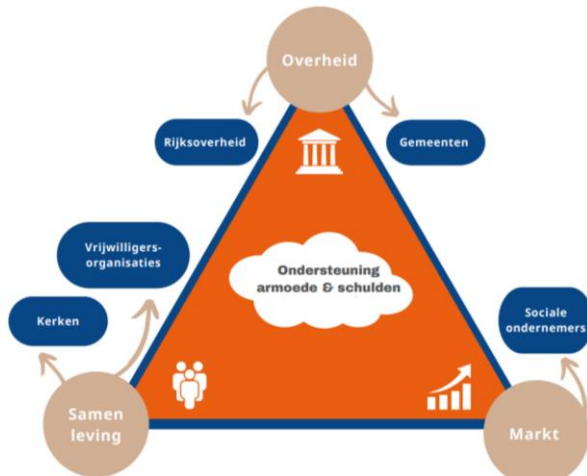 Overheid
Rijksoverheid
Gemeenten
Vrijwilligers-
organisaties
Ondersteuning
armoede & schulden
Kerken
Sociale
ondernemers
Samen
leving
Markt